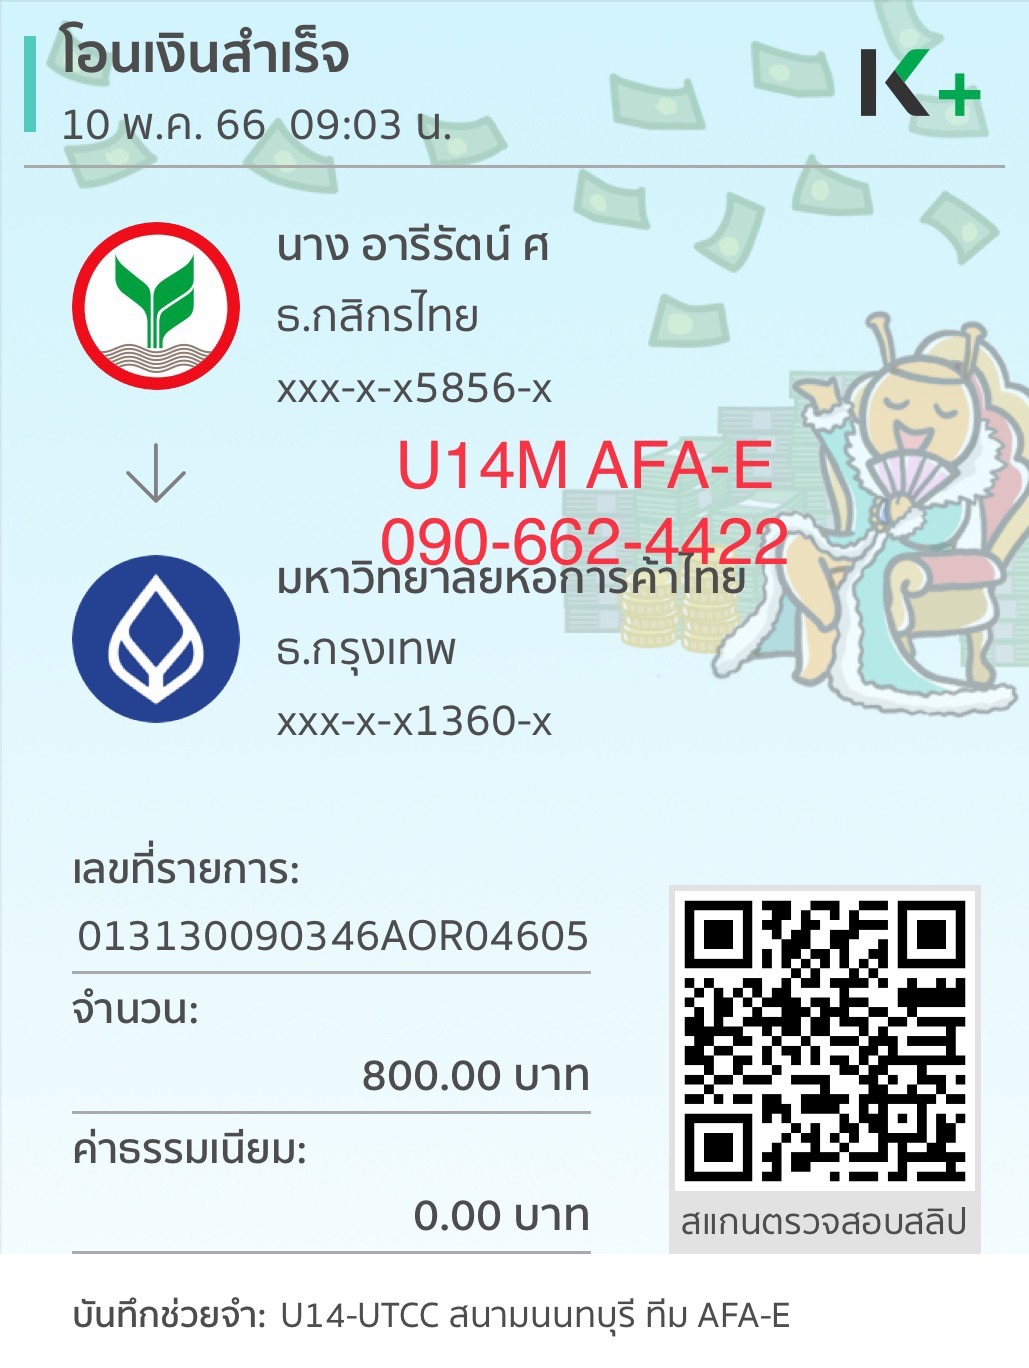 โอนเงินสำเร็จ
10 พ.ค. 66 09:03 น.
K+
นาง อารีรัตน์ ศ
ธ.กสิกรไทย
xxx-x-x5856-x
U14M AFA-E
090-662-4422
มหาวิทยาลัยหอการค้าไทย
ธ.กรุงเทพ
xxx-x-x1360-x
เลขที่รายการ:
013130090346AOR04605
จำนวน:
800.00 บาท
ค่าธรรมเนียม:
0.00 บาท
สแกนตรวจสอบสลิป
บันทึกช่วยจำ: U14-UTCC สนามนนทบุรี ทีม AFA-E